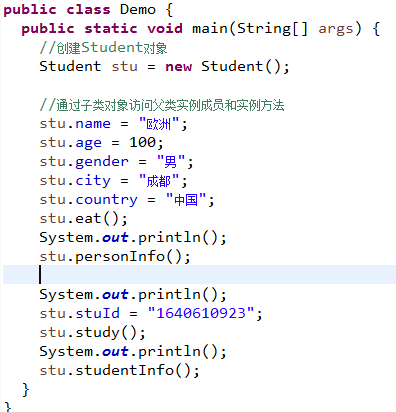 public class Demo {
public static void main(String[] args) {
//创建Student对象
Student stu = new Student();
//通过子类对象访问父类实例成员和实例方法
stu.name = "欧洲";
stu.age = 100;
stu.gender = "男";
stu.city = "成都";
stu.country = "中国";
stu.eat();
System.out.println();
stu.personInfo();
System.out.println();
stu.stuId = "1640610923";
stu.study();
System.out.println();
stu.studentInfo();
}
}